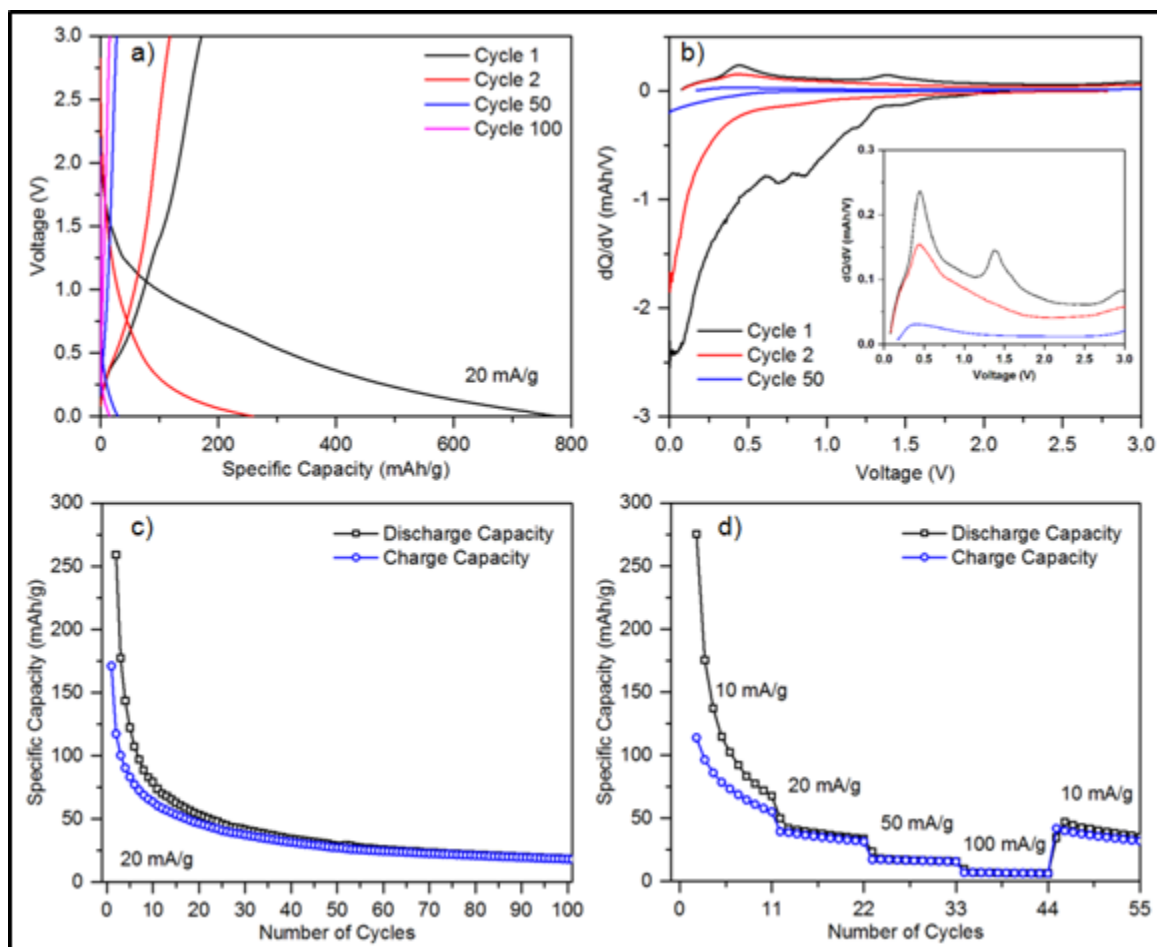 a)
Cycle 1
Cycle 2
Cycle 50
Cycle 100
20 mA/g
Voltage (V)
3.0
2.5
2.0
1.5
1.0
0.5
0.0
0 200 400 600 800
Specific Capacity (mAh/g)
b)
dQ/dV (mAh/V)
0
-1
-2
-3
Cycle 1
Cycle 2
Cycle 50
0.0 0.5 1.0 1.5 2.0 2.5 3.0
Voltage (V)
dQ/dV (mAh/V)
0.3
0.2
0.1
0.0
0.0 0.5 1.0 1.5 2.0 2.5 3.0
Voltage (V)
c)
Discharge Capacity
Charge Capacity
20 mA/g
Specific Capacity (mAh/g)
300
250
200
150
100
50
0
0 10 20 30 40 50 60 70 80 90 100
Number of Cycles
d)
Discharge Capacity
Charge Capacity
10 mA/g
20 mA/g
50 mA/g
100 mA/g
10 mA/g
Specific Capacity (mAh/g)
300
250
200
150
100
50
0
0 11 22 33 44 55
Number of Cycles